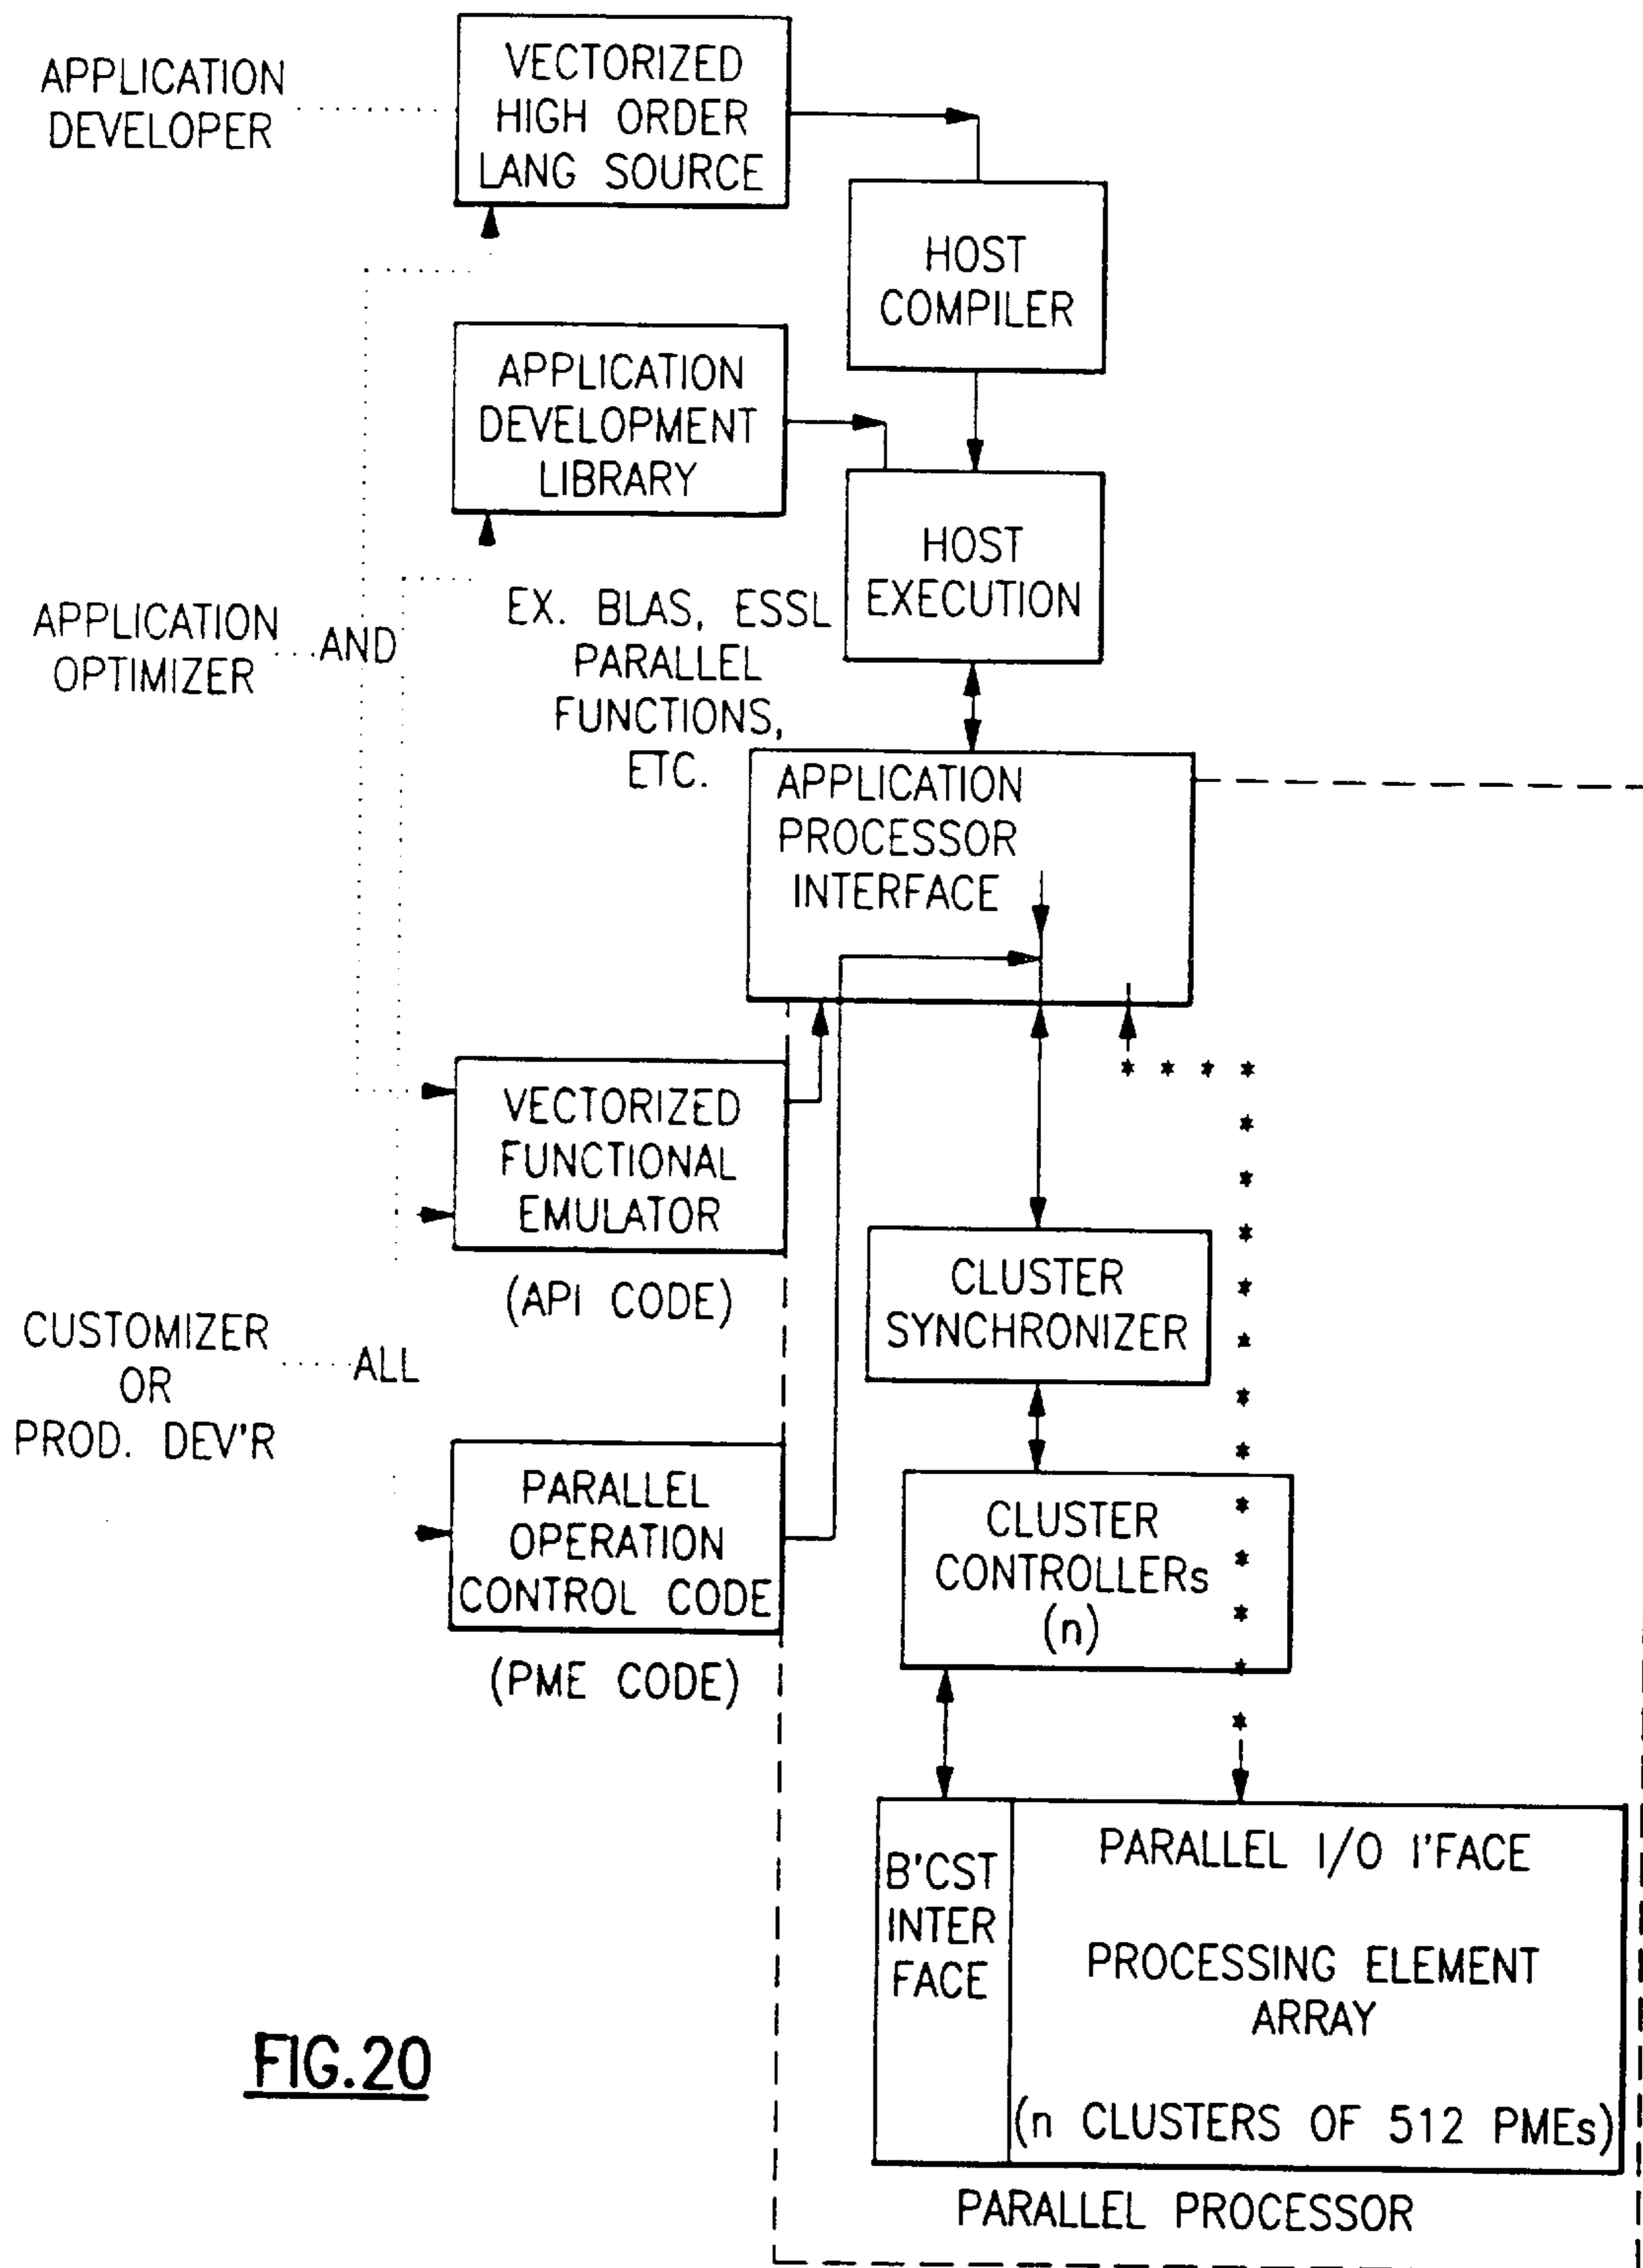 APPLICATION
DEVELOPER
VECTORIZED
HIGH ORDER
LANG SOURCE
HOST
COMPILER
APPLICATION
DEVELOPMENT
LIBRARY
HOST
EXECUTION
APPLICATION
OPTIMIZER
AND
EX. BLAS, ESSL
PARALLEL
FUNCTIONS,
ETC.
APPLICATION
PROCESSOR
INTERFACE
VECTORIZED
FUNCTIONAL
EMULATOR
(API CODE)
CLUSTER
SYNCHRONIZER
CUSTOMIZER
OR
PROD. DEV'R
ALL
PARALLEL
OPERATION
CONTROL CODE
(PME CODE)
CLUSTER
CONTROLLERs
(n)
B'CST
INTER
FACE
PARALLEL I/O I'FACE
PROCESSING ELEMENT
ARRAY
(n CLUSTERS OF 512 PMEs)
PARALLEL PROCESSOR
FIG.20